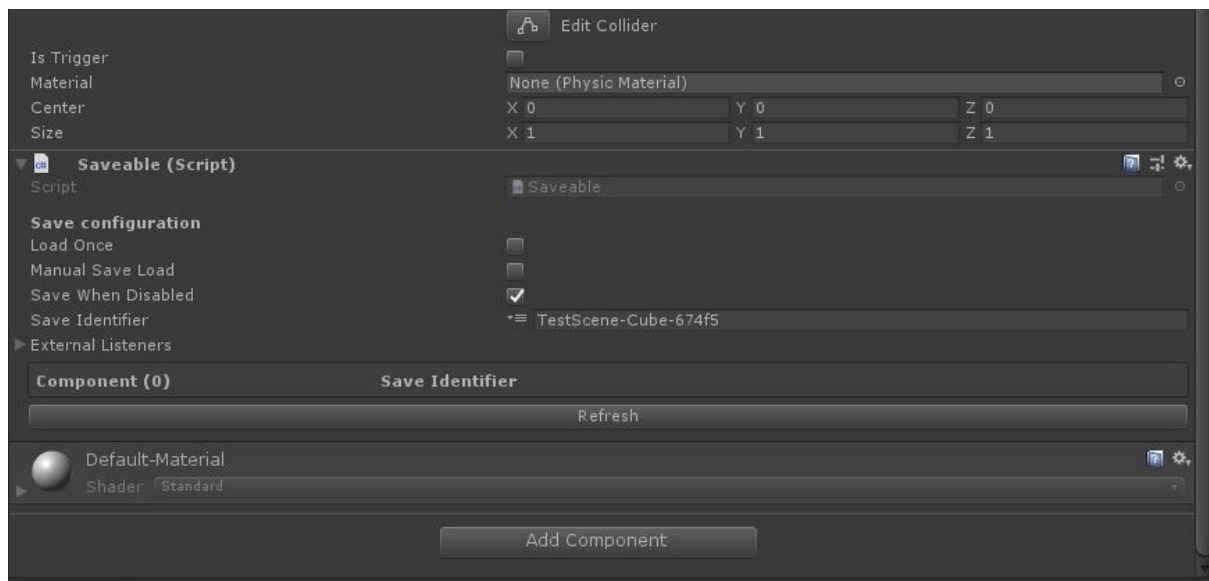 Edit Collider
Is Trigger
Material None (Physic Material)
Center X 0 Y 0 Z 0
Size X 1 Y 1 Z 1
Saveable (Script)
Script Saveable
Save configuration
Load Once
Manual Save Load
Save When Disabled
Save Identifier TestScene-Cube-674f5
External Listeners
Component (0) Save Identifier
Refresh
Default-Material
Shader Standard
Add Component